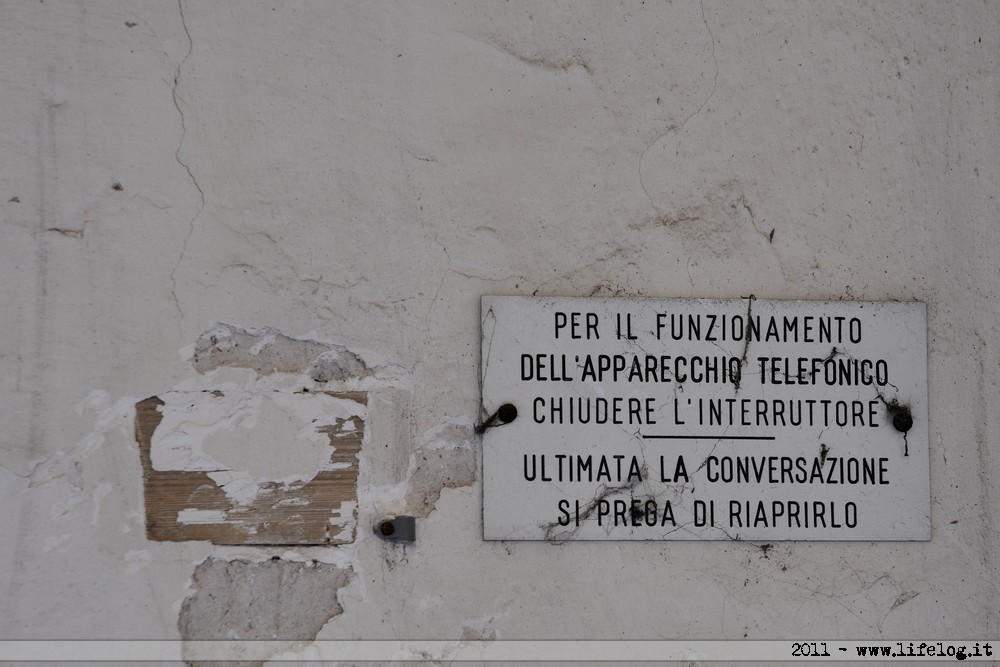 PER IL FUNZIONAMENTO
DELL'APPARECCHIO TELEFONICO
CHIUDERE L'INTERRUTTORE
ULTIMATA LA CONVERSAZIONE
SI PREGA DI RIAPRIRLO
2011 - www.lifelog.it